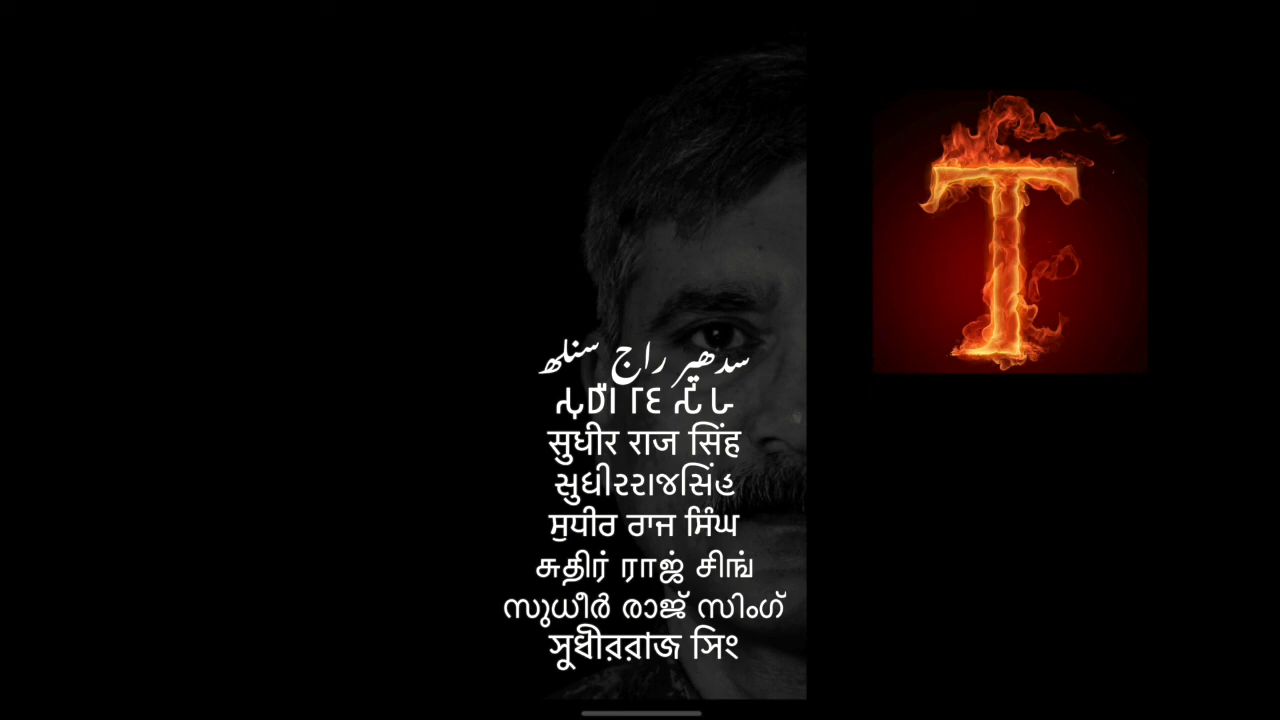 T
سدھیر راج سنلھ
सुधीर राज सिंह
સુધીરરાજસિંહ
ਸੁਧੀਰ ਰਾਜ ਸਿੰਘ
சுதிர் ராஜ் சிங்
സുധീർ രാജ് സിംഗ്
সুধীররাজ সিং